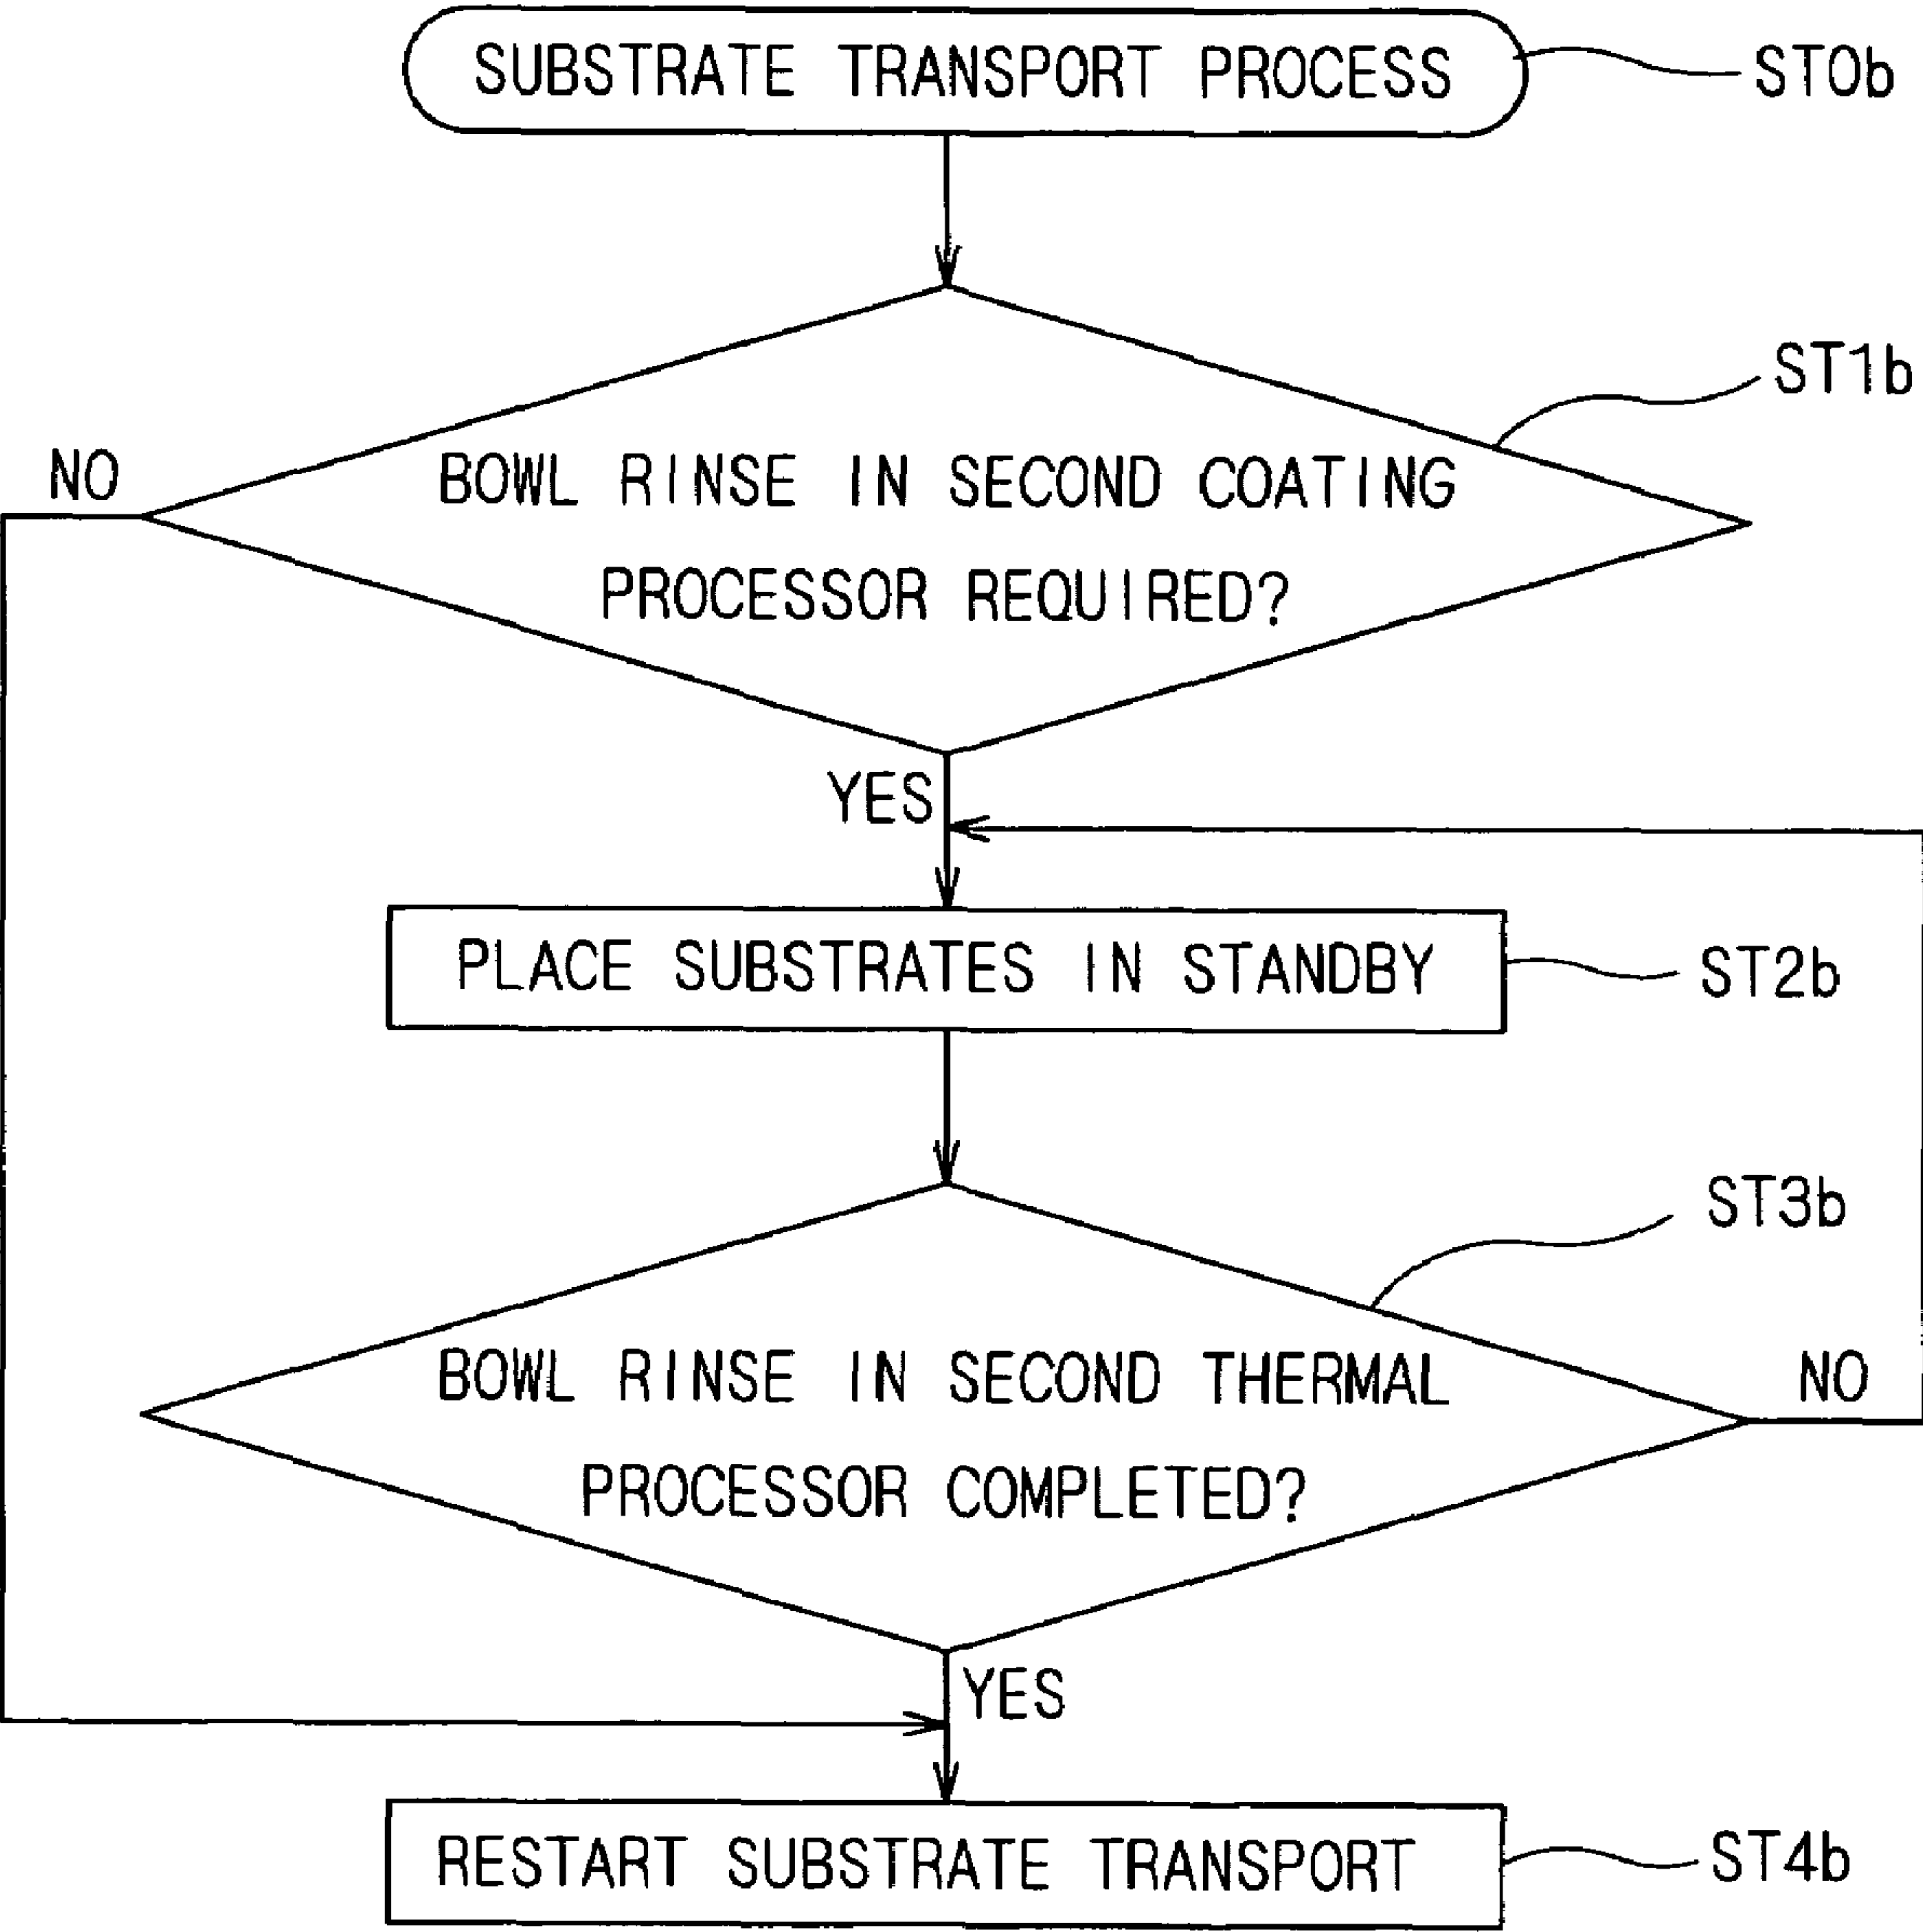 SUBSTRATE TRANSPORT PROCESS
ST0b
ST1b
NO
BOWL RINSE IN SECOND COATING
PROCESSOR REQUIRED?
YES
PLACE SUBSTRATES IN STANDBY
ST2b
ST3b
BOWL RINSE IN SECOND THERMAL
NO
PROCESSOR COMPLETED?
YES
RESTART SUBSTRATE TRANSPORT
ST4b